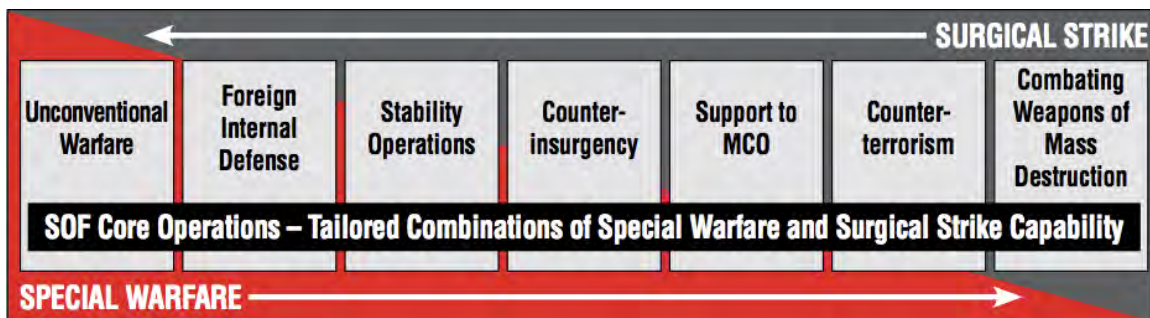 SURGICAL STRIKE
Unconventional
Warfare
Foreign
Internal
Defense
Stability
Operations
Counter-
insurgency
Support to
MCO
Counter-
terrorism
Combating
Weapons of
Mass
Destruction
SOF Core Operations – Tailored Combinations of Special Warfare and Surgical Strike Capability
SPECIAL WARFARE